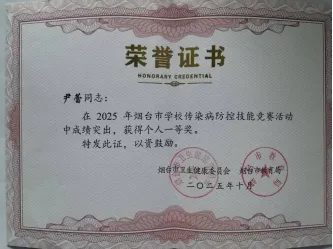 荣誉证书
HONORARY CREDENTIAL
尹蕾同志：
在 2025 年烟台市学校传染病防控技能竞赛活动
中成绩突出，获得个人一等奖。
特发此证，以资鼓励。
烟台市卫生健康委员会 烟台市教育局
二〇二五年十月